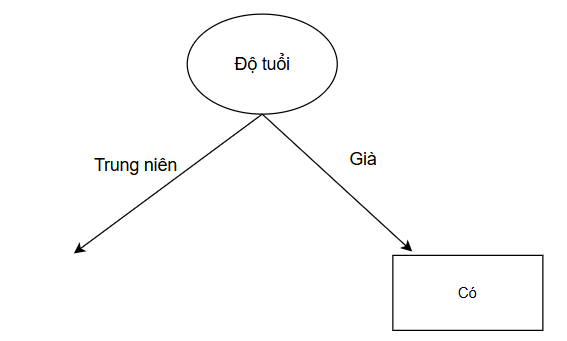 Độ tuổi
Trung niên
Già
Có